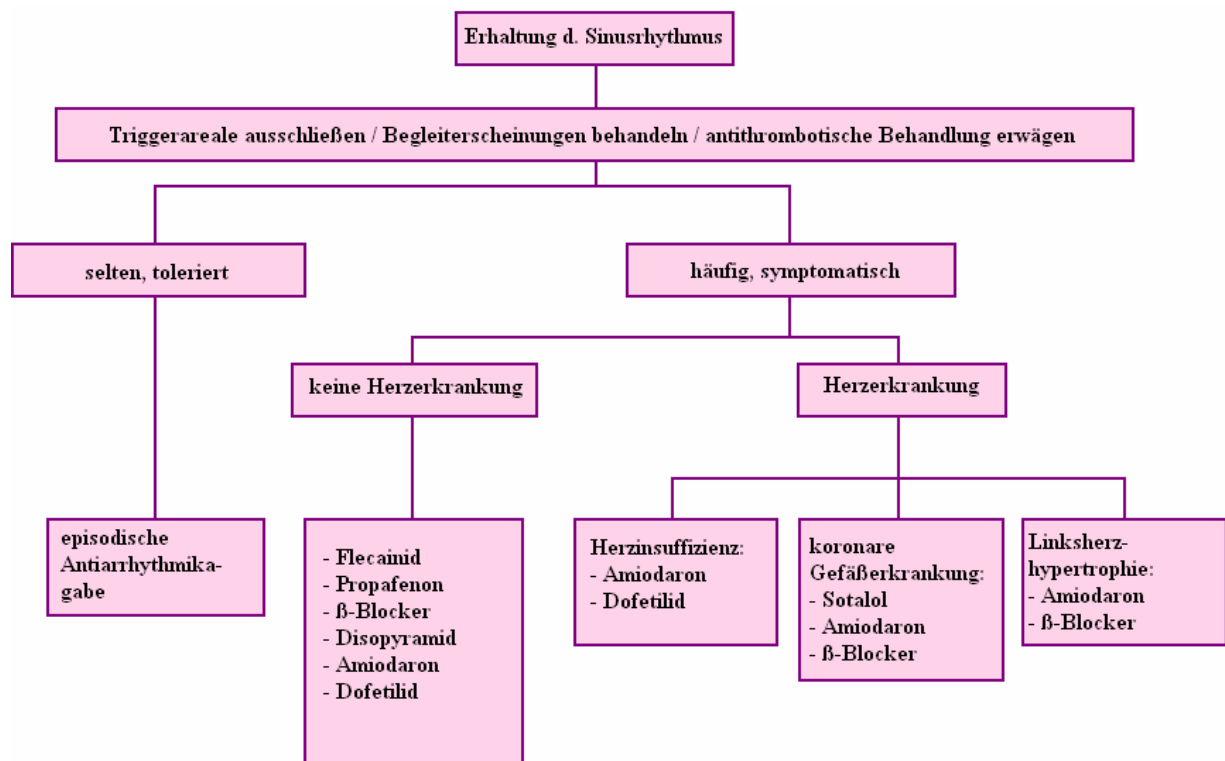 Erhaltung d. Sinusrhythmus
Triggerareale ausschließen / Begleiterscheinungen behandeln / antithrombotische Behandlung erwägen
selten, toleriert
häufig, symptomatisch
keine Herzerkrankung
Herzerkrankung
episodische
Antiarrhythmika-
gabe
- Flecainid
- Propafenon
- ß-Blocker
- Disopyramid
- Amiodaron
- Dofetilid
Herzinsuffizienz:
- Amiodaron
- Dofetilid
koronare
Gefäßerkrankung:
- Sotalol
- Amiodaron
- ß-Blocker
Linksherz-
hypertrophie:
- Amiodaron
- ß-Blocker